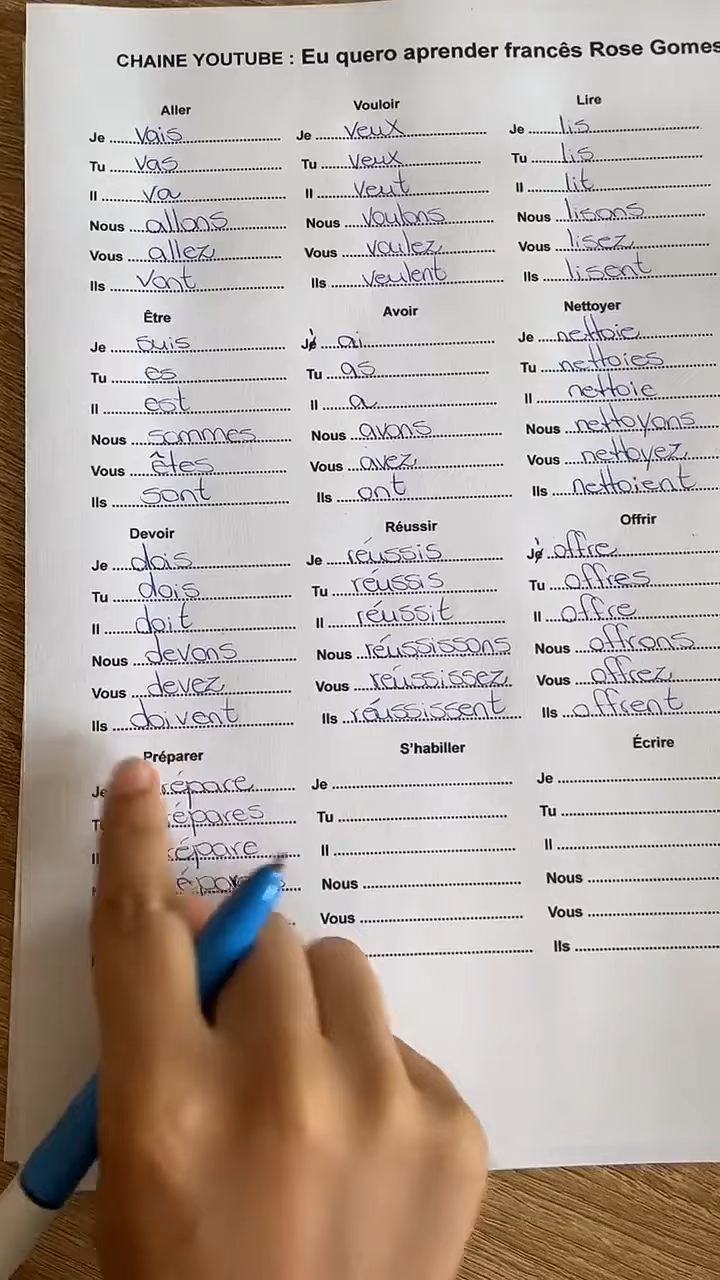 CHAINE YOUTUBE : Eu quero aprender francês Rose Gomes
Aller
Je vais
Tu vas
Il va
Nous allons
Vous allez
Ils vont
Vouloir
Je veux
Tu veux
Il veut
Nous voulons
Vous voulez
Ils veulent
Lire
Je lis
Tu lis
Il lit
Nous lisons
Vous lisez
Ils lisent
Être
Je suis
Tu es
Il est
Nous sommes
Vous êtes
Ils sont
Avoir
J' ai
Tu as
Il a
Nous avons
Vous avez
Ils ont
Nettoyer
Je nettoie
Tu nettoies
Il nettoie
Nous nettoyons
Vous nettoyez
Ils nettoient
Devoir
Je dois
Tu dois
Il doit
Nous devons
Vous devez
Ils doivent
Réussir
Je réussis
Tu réussis
Il réussit
Nous réussissons
Vous réussissez
Ils réussissent
Offrir
J' offre
Tu offres
Il offre
Nous offrons
Vous offrez
Ils offrent
Préparer
Je répare
épares
épare
S'habiller
Je
Tu
Il
Nous
Vous
Écrire
Je
Tu
Il
Nous
Vous
Ils